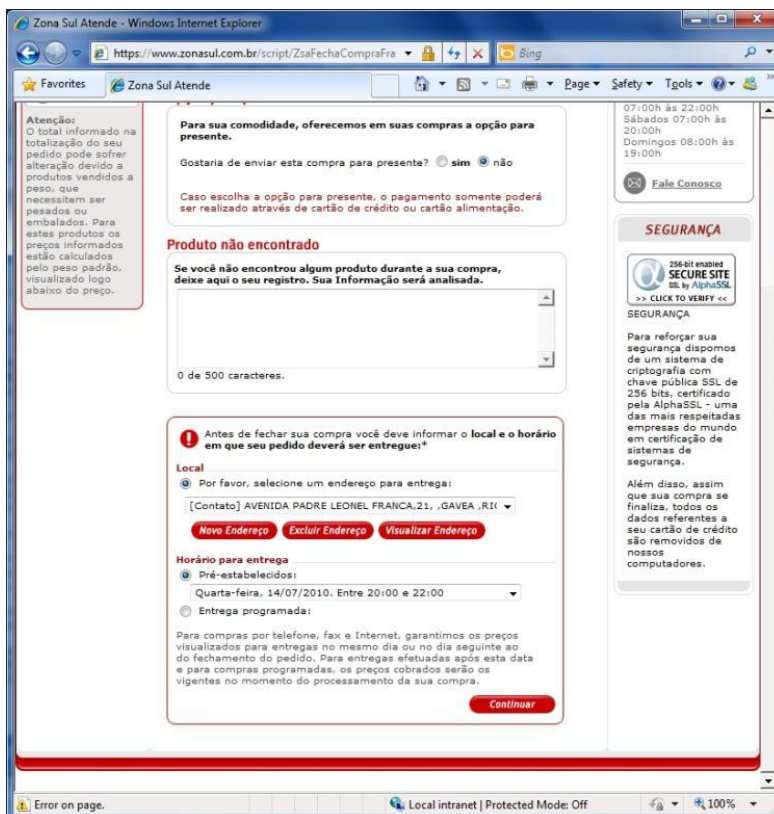 Zona Sul Atende - Windows Internet Explorer
https://www.zonasul.com.br/script/ZsaFechaCompraFra
Bing
Favorites
Zona Sul Atende
Page
Safety
Tools
Atenção:
O total informado na
totalização do seu
pedido pode sofrer
alteração devido a
produtos vendidos a
peso, que
necessitem ser
pesados ou
embalados. Para
estes produtos os
preços informados
estão calculados
pelo peso padrão,
visualizado logo
abaixo do preço.
Para sua comodidade, oferecemos em suas compras a opção para
presente.
Gostaria de enviar esta compra para presente? sim não
Caso escolha a opção para presente, o pagamento somente poderá
ser realizado através de cartão de crédito ou cartão alimentação.
Produto não encontrado
Se você não encontrou algum produto durante a sua compra,
deixe aqui o seu registro. Sua Informação será analisada.
0 de 500 caracteres.
Antes de fechar sua compra você deve informar o local e o horário
em que seu pedido deverá ser entregue:*
Local
Por favor, selecione um endereço para entrega:
[Contato] AVENIDA PADRE LEONEL FRANCA,21, ,GAVEA ,RI(
Novo Endereço Excluir Endereço Visualizar Endereço
Horário para entrega
Pré-estabelecidos:
Quarta-feira, 14/07/2010. Entre 20:00 e 22:00
Entrega programada:
Para compras por telefone, fax e Internet, garantimos os preços
visualizados para entregas no mesmo dia ou no dia seguinte ao
do fechamento do pedido. Para entregas efetuadas após esta data
e para compras programadas, os preços cobrados serão os
vigentes no momento do processamento da sua compra.
Continuar
07:00h às 22:00h
Sábados 07:00h às
20:00h
Domingos 08:00h às
19:00h
Fale Conosco
SEGURANÇA
256-bit enabled
SECURE SITE
SSL by AlphaSSL
>> CLICK TO VERIFY <<
SEGURANÇA
Para reforçar sua
segurança dispomos
de um sistema de
criptografia com
chave pública SSL de
256 bits, certificado
pela AlphaSSL - uma
das mais respeitadas
empresas do mundo
em certificação de
sistemas de
segurança.
Além disso, assim
que sua compra se
finaliza, todos os
dados referentes a
seu cartão de crédito
são removidos de
nossos
computadores.
Error on page.
Local intranet | Protected Mode: Off
100%